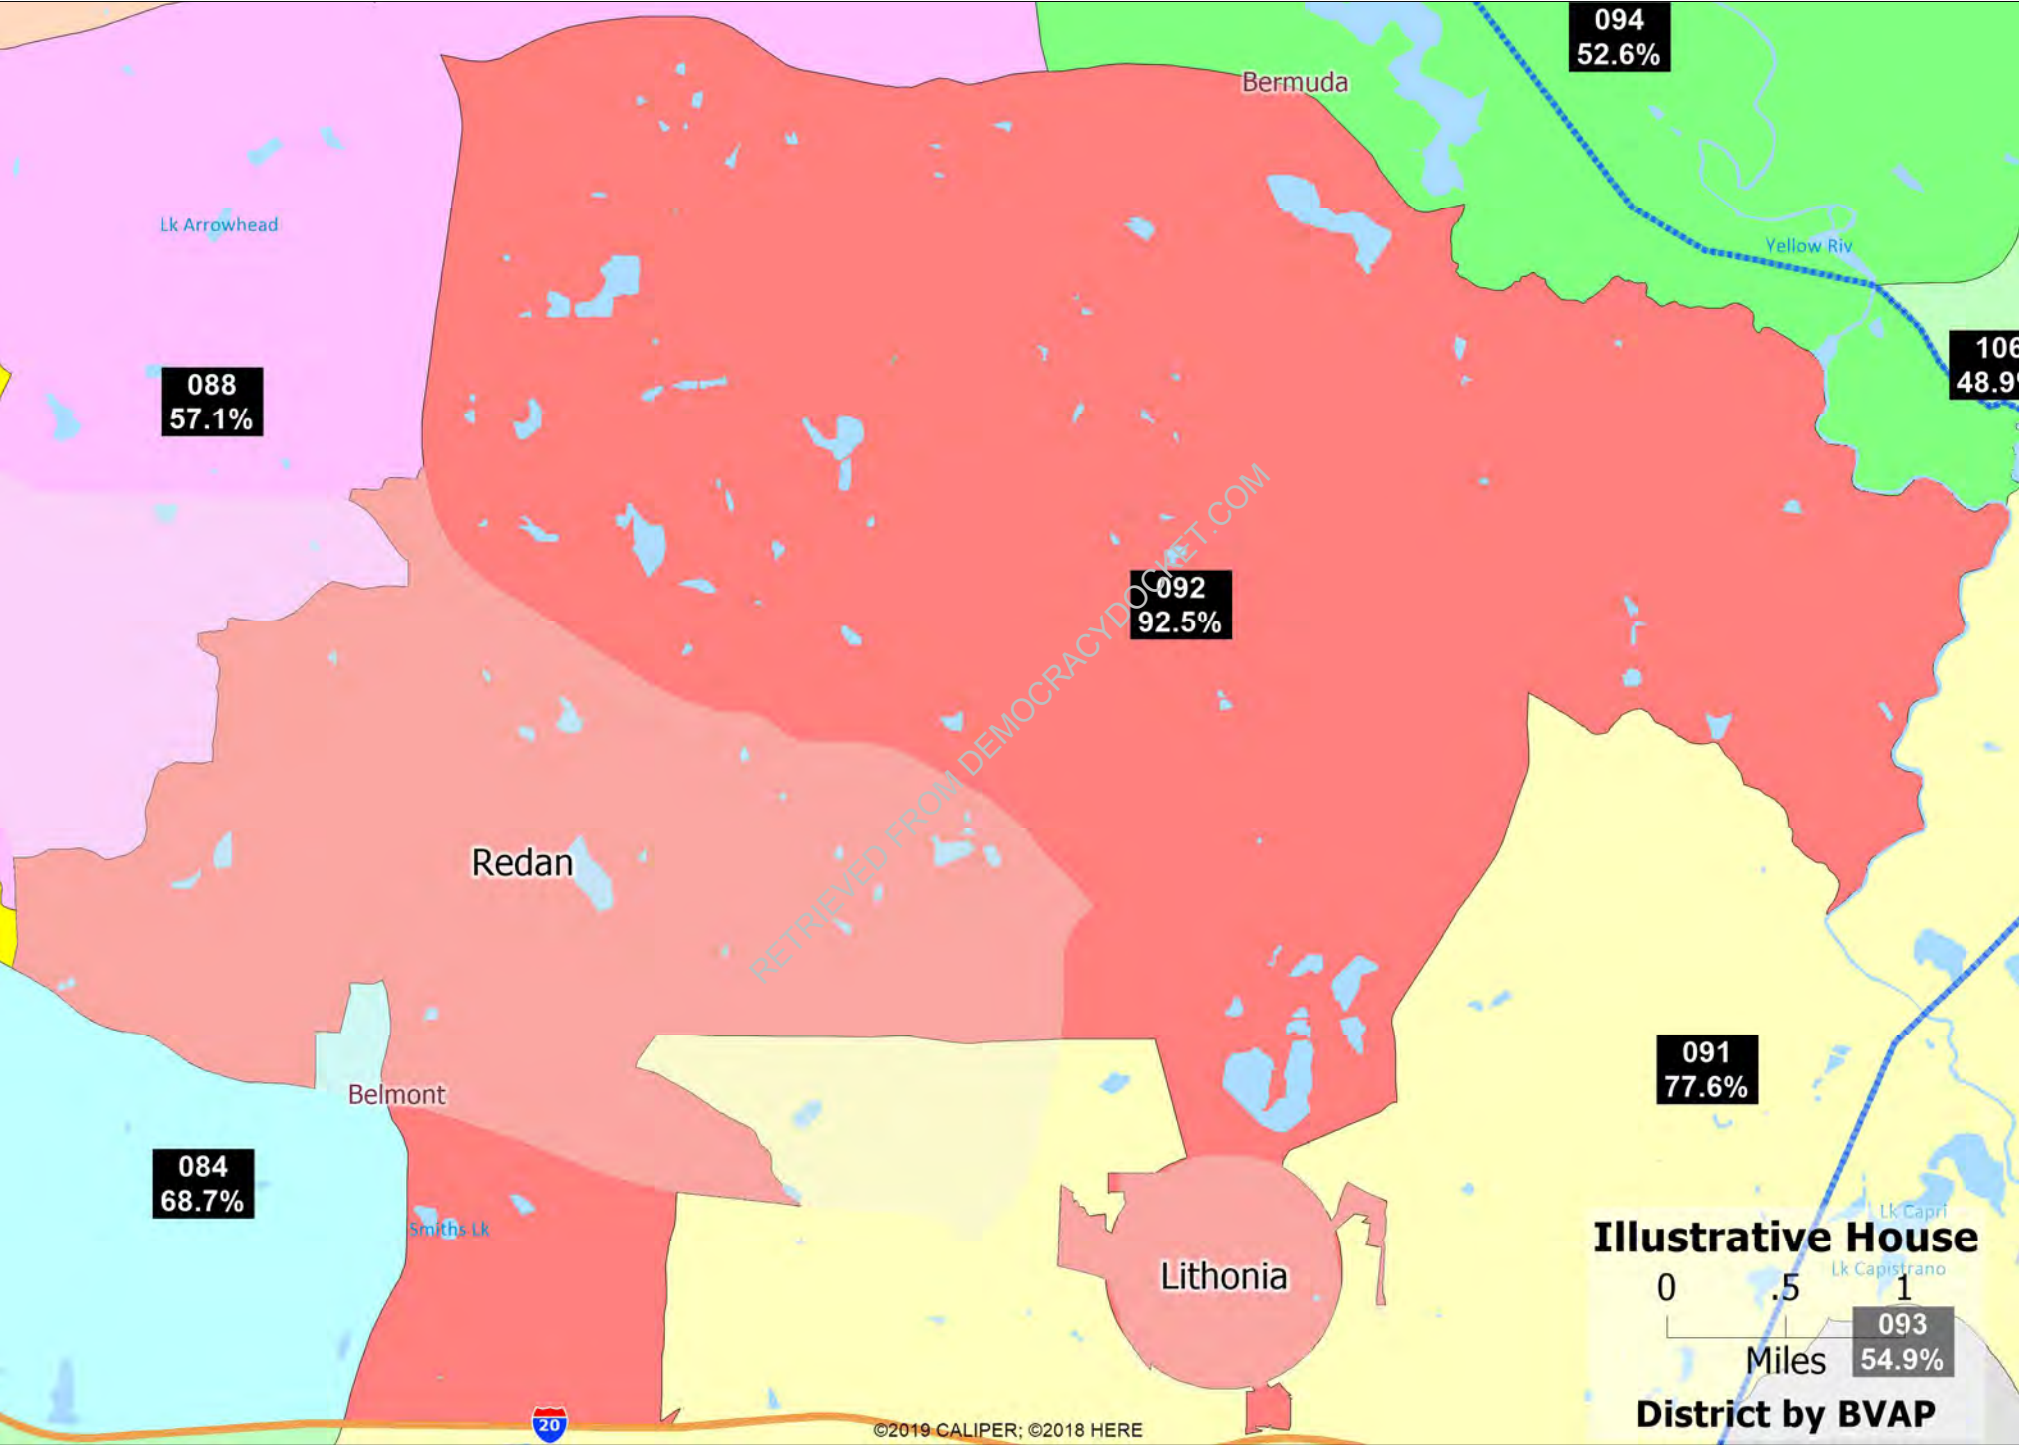 094
52.6%
Bermuda
Lk Arrowhead
Yellow Riv
106
48.9%
088
57.1%
092
92.5%
RETRIEVED FROM DEMOCRACYDOCKET.COM
Redan
091
77.6%
Belmont
084
68.7%
Smiths Lk
Lithonia
Lk Capri
Illustrative House
Lk Capistrano
0 .5 1
Miles
093
54.9%
District by BVAP
20
©2019 CALIPER; ©2018 HERE